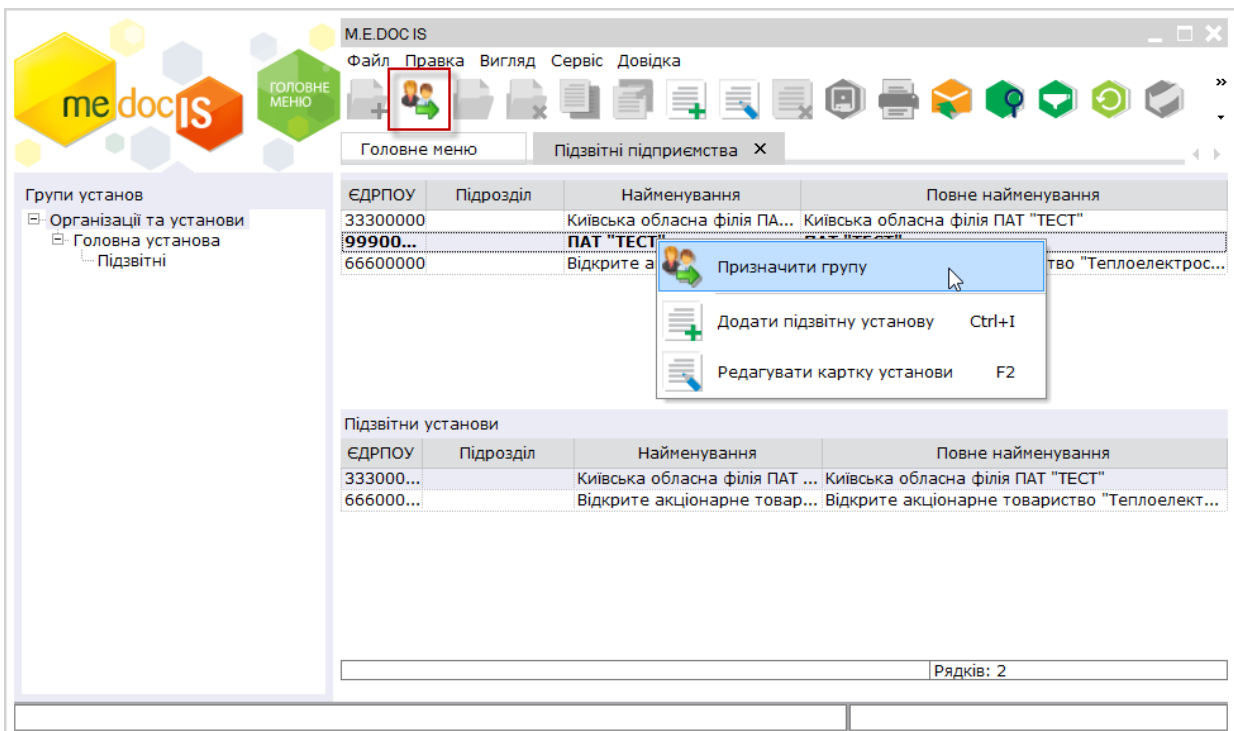 M.E.DOC IS
Файл Правка Вигляд Сервіс Довідка
me doc IS
ГОЛОВНЕ
МЕНЮ
»
Головне меню Підзвітні підприємства X
Групи установ
Організації та установи
Головна установа
Підзвітні
ЄДРПОУ Підрозділ Найменування Повне найменування
33300000 Київська обласна філія ПА... Київська обласна філія ПАТ "ТЕСТ"
99900... ПАТ "ТЕСТ" ПАТ "ТЕСТ"
66600000 Відкрите а тво "Теплоелектрос...
Призначити групу
Додати підзвітну установу Ctrl+I
Редагувати картку установи F2
Підзвітни установи
ЄДРПОУ Підрозділ Найменування Повне найменування
333000... Київська обласна філія ПАТ ... Київська обласна філія ПАТ "ТЕСТ"
666000... Відкрите акціонарне товар... Відкрите акціонарне товариство "Теплоелект...
Рядків: 2